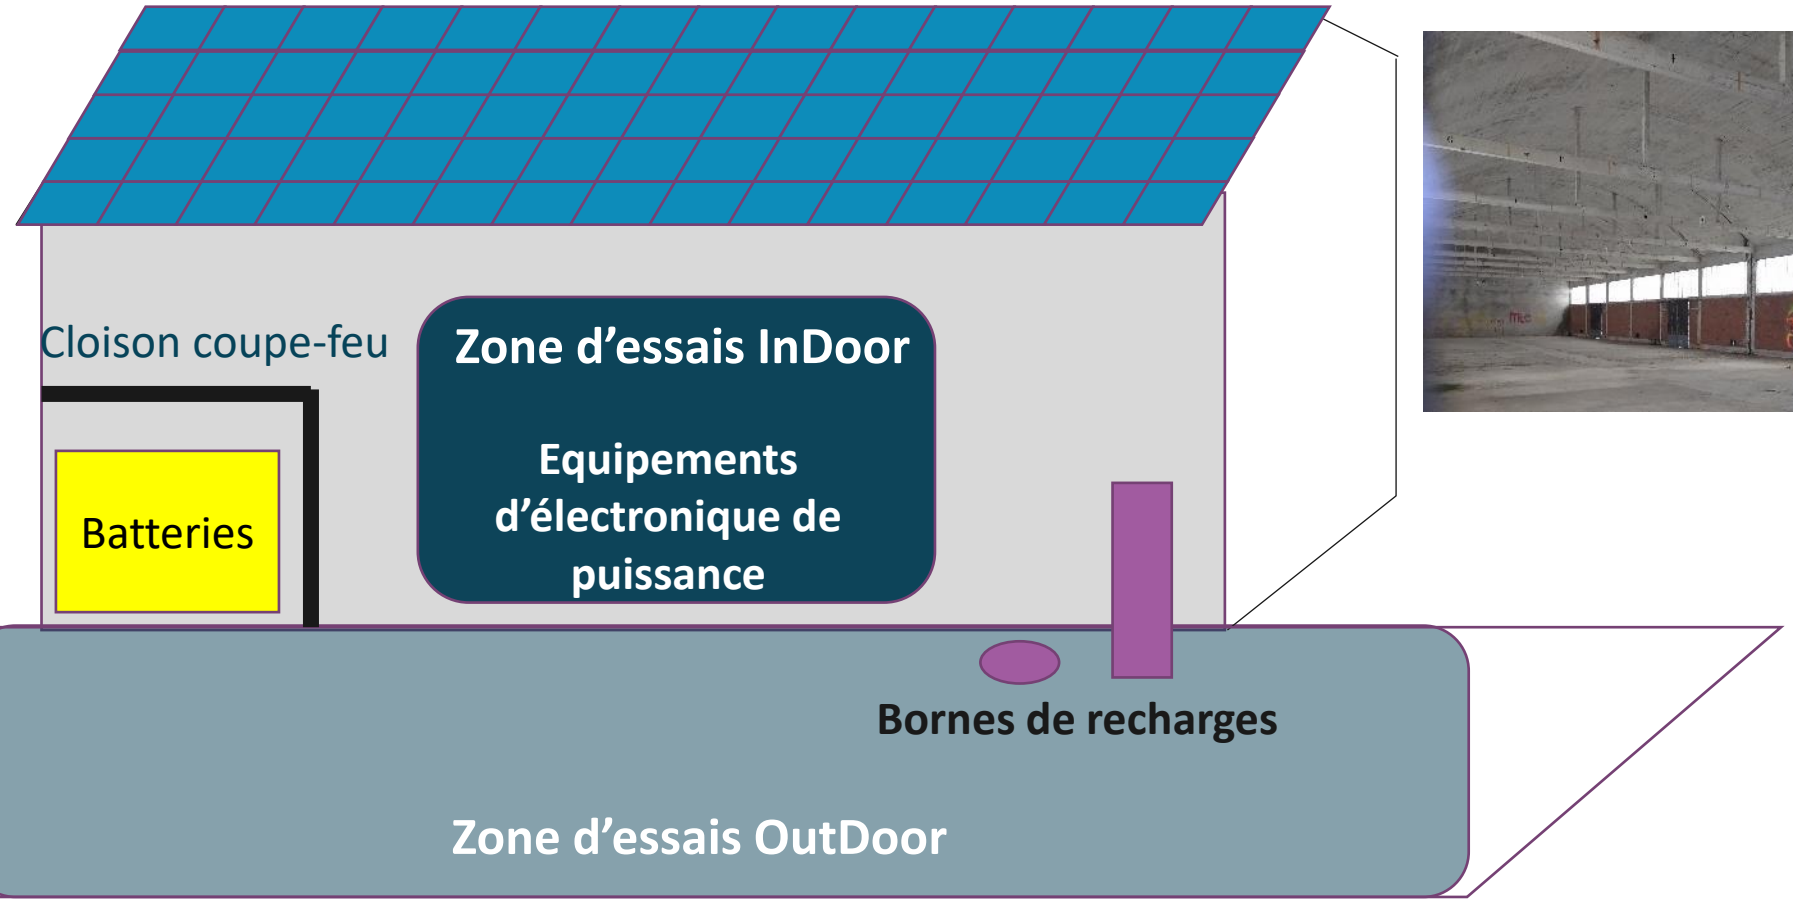 Cloison coupe-feu
Zone d’essais InDoor
Equipements
d’électronique de
puissance
Batteries
Bornes de recharges
Zone d’essais OutDoor